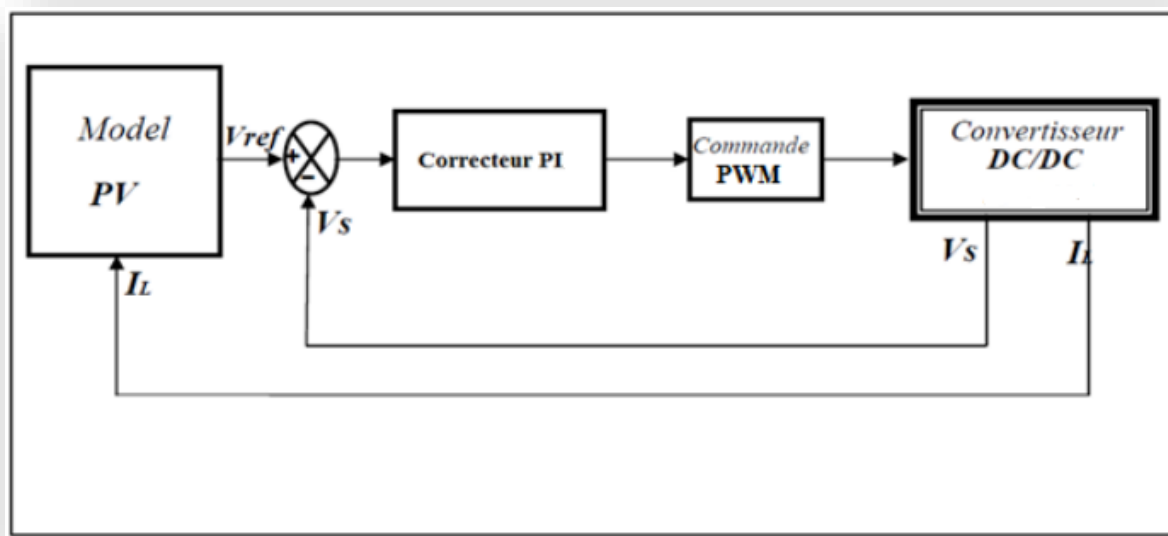 Model
PV
Vref
+
−
Vs
Correcteur PI
Commande
PWM
Convertisseur
DC/DC
Vs
IL
IL